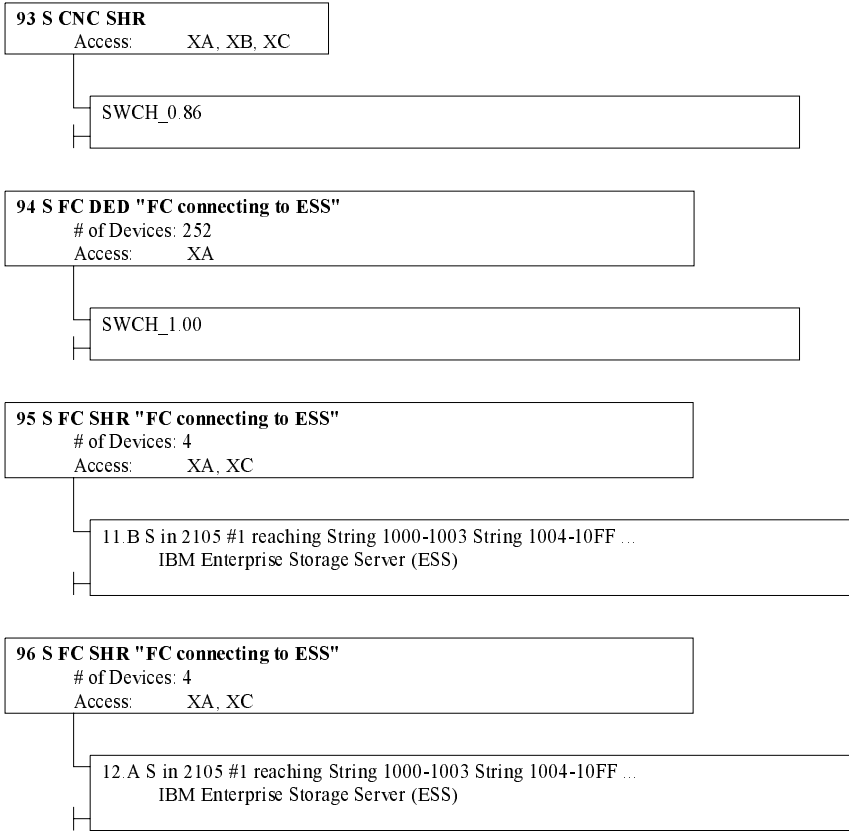 93 S CNC SHR
Access: XA, XB, XC
SWCH_0.86
94 S FC DED "FC connecting to ESS"
# of Devices: 252
Access: XA
SWCH_1.00
95 S FC SHR "FC connecting to ESS"
# of Devices: 4
Access: XA, XC
11.B S in 2105 #1 reaching String 1000-1003 String 1004-10FF ...
IBM Enterprise Storage Server (ESS)
96 S FC SHR "FC connecting to ESS"
# of Devices: 4
Access: XA, XC
12.A S in 2105 #1 reaching String 1000-1003 String 1004-10FF ...
IBM Enterprise Storage Server (ESS)